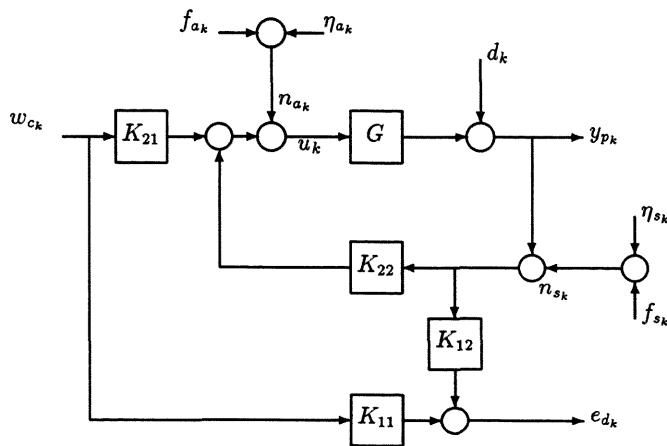 f_{a_k} η_{a_k}
d_k
n_{a_k}
w_{c_k}
K_{21}
u_k
G
y_{p_k}
η_{s_k}
K_{22}
n_{s_k}
f_{s_k}
K_{12}
K_{11}
e_{d_k}